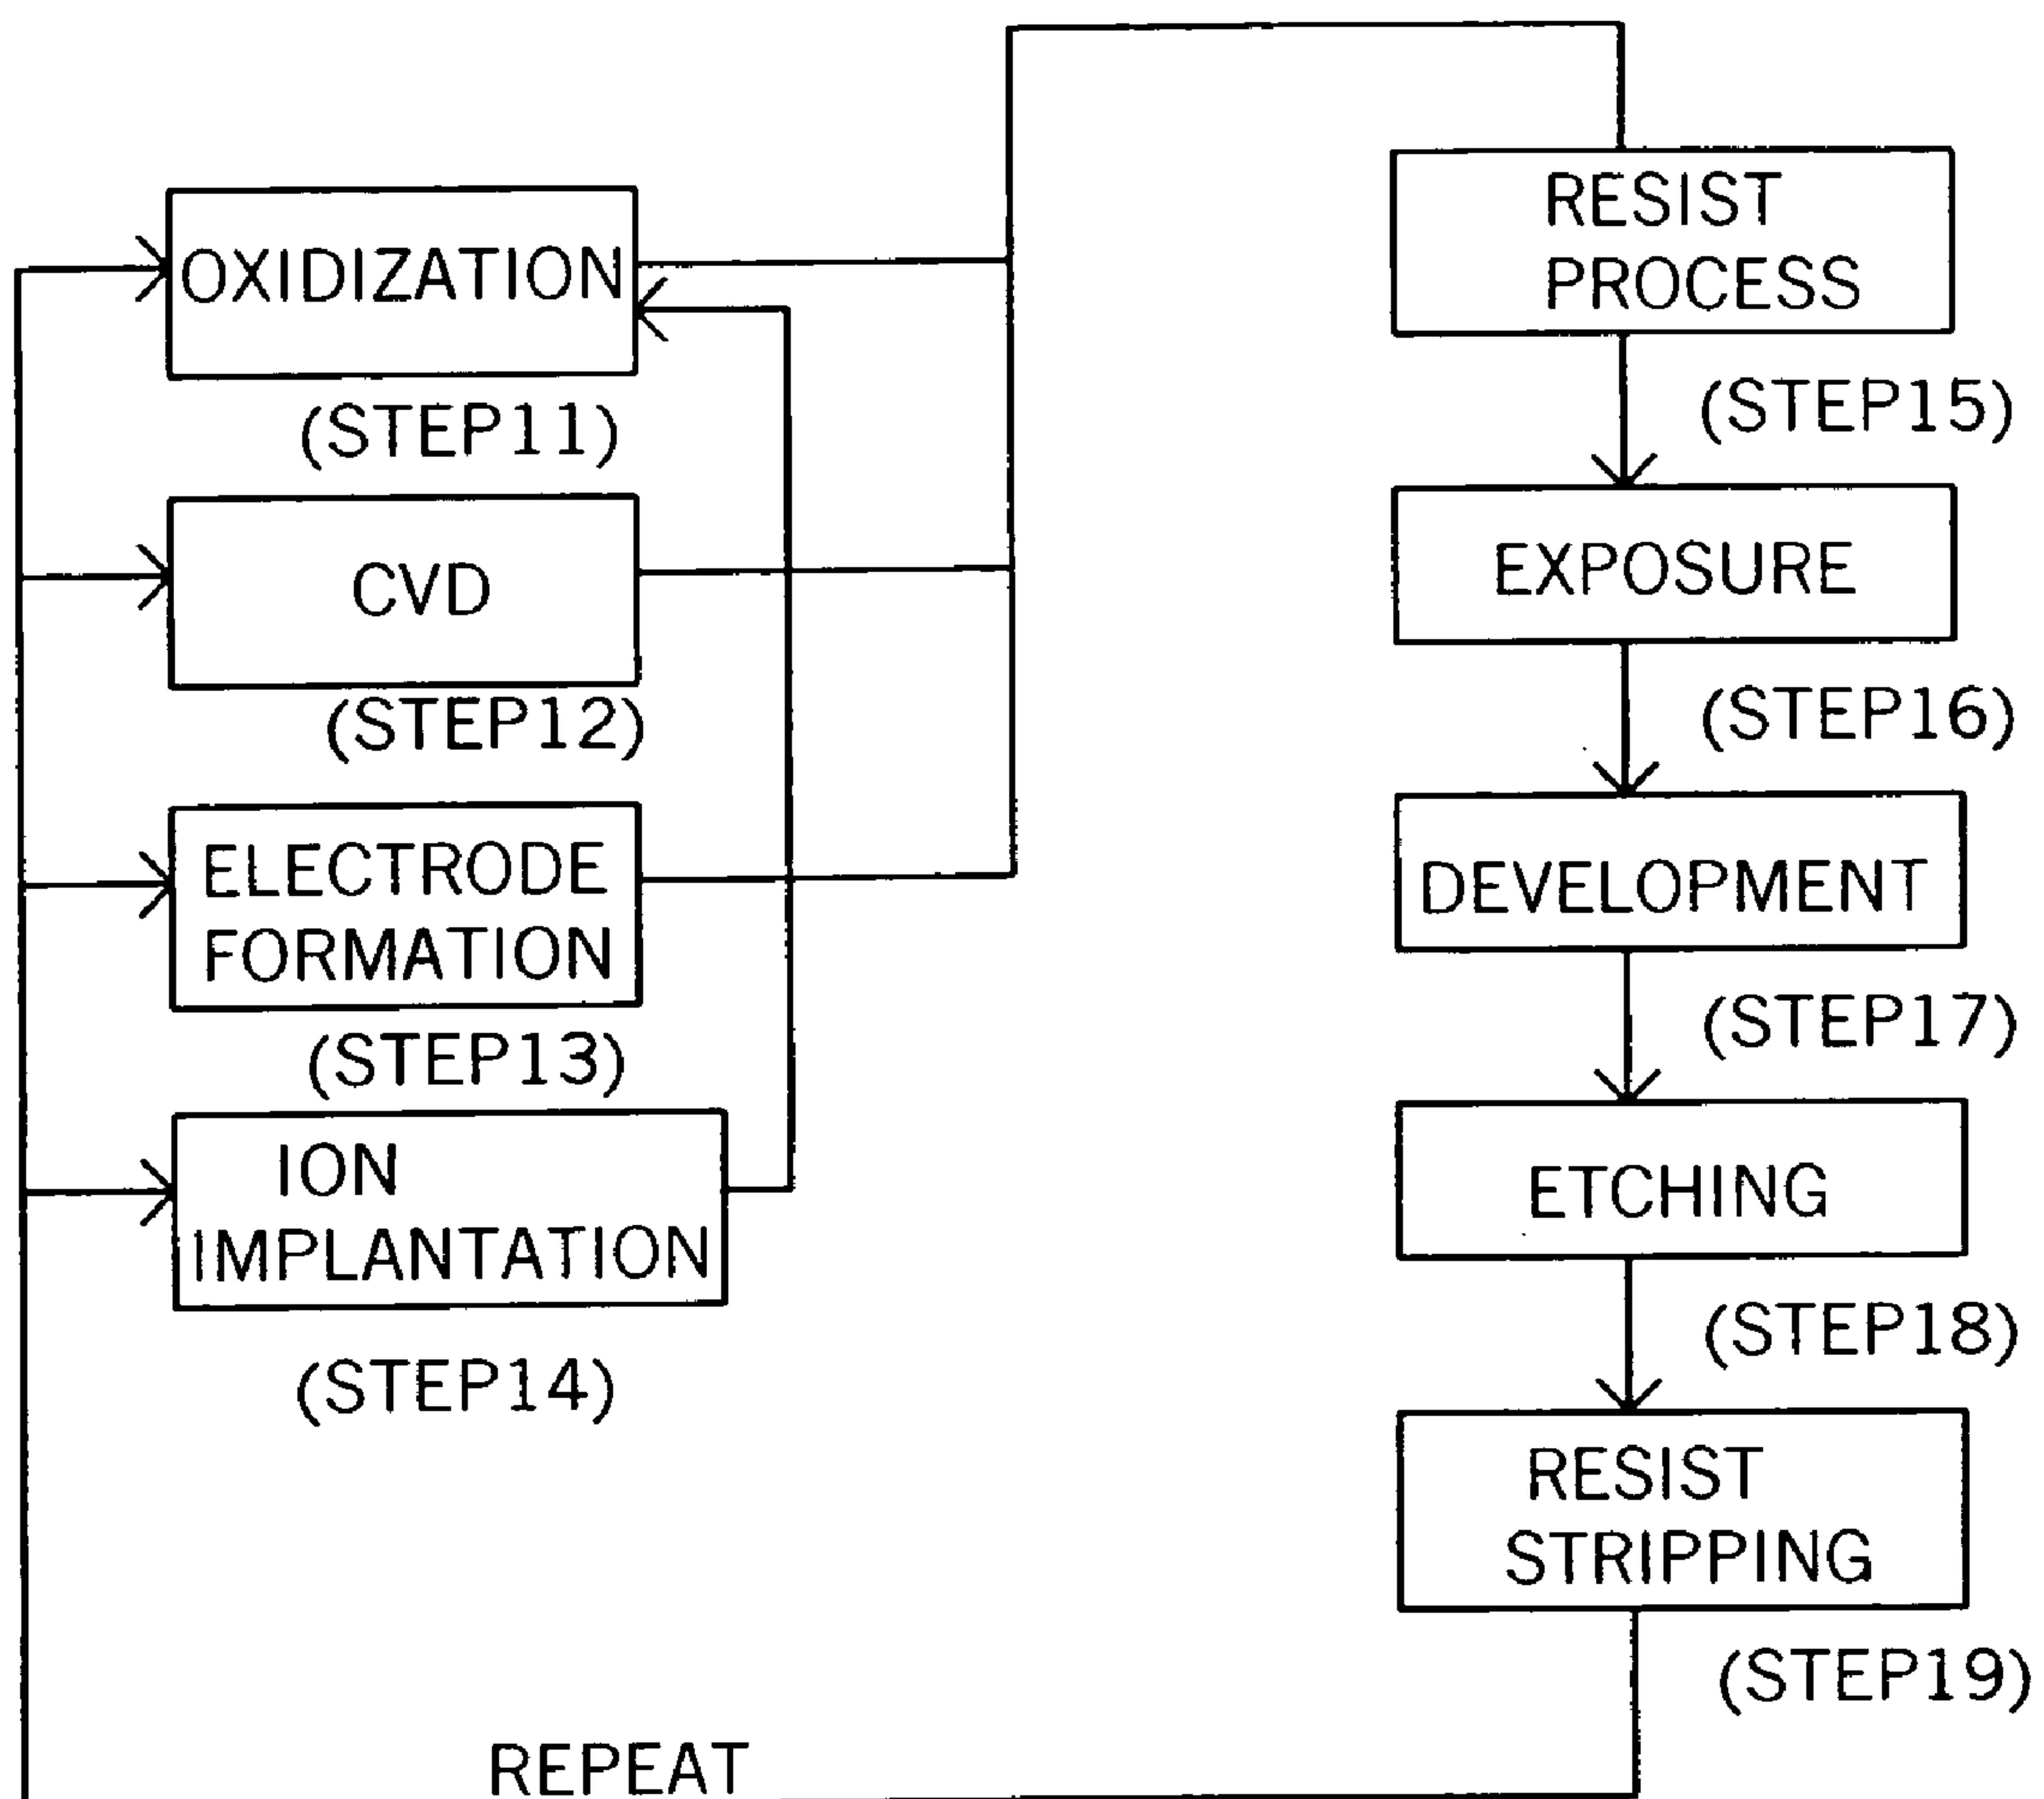 OXIDIZATION
(STEP11)
CVD
(STEP12)
ELECTRODE
FORMATION
(STEP13)
ION
IMPLANTATION
(STEP14)
RESIST
PROCESS
(STEP15)
EXPOSURE
(STEP16)
DEVELOPMENT
(STEP17)
ETCHING
(STEP18)
RESIST
STRIPPING
(STEP19)
REPEAT